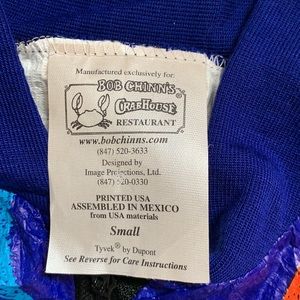 Manufactured exclusively for:
BOB CHINN'S
CRABHOUSE
RESTAURANT
www.bobchinns.com
(847) 520-3633
Designed by
Image Projections, Ltd.
(847) 520-0330
PRINTED USA
ASSEMBLED IN MEXICO
from USA materials
Small
Tyvek® by Dupont
See Reverse for Care Instructions